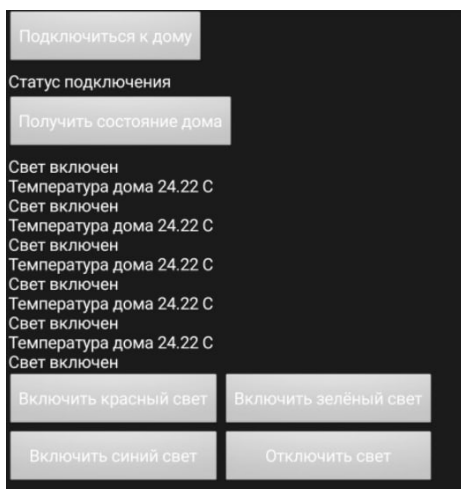 Подключиться к дому
Статус подключения
Получить состояние дома
Свет включен
Температура дома 24.22 C
Свет включен
Температура дома 24.22 C
Свет включен
Температура дома 24.22 C
Свет включен
Температура дома 24.22 C
Свет включен
Температура дома 24.22 C
Свет включен
Включить красный свет Включить зелёный свет
Включить синий свет Отключить свет